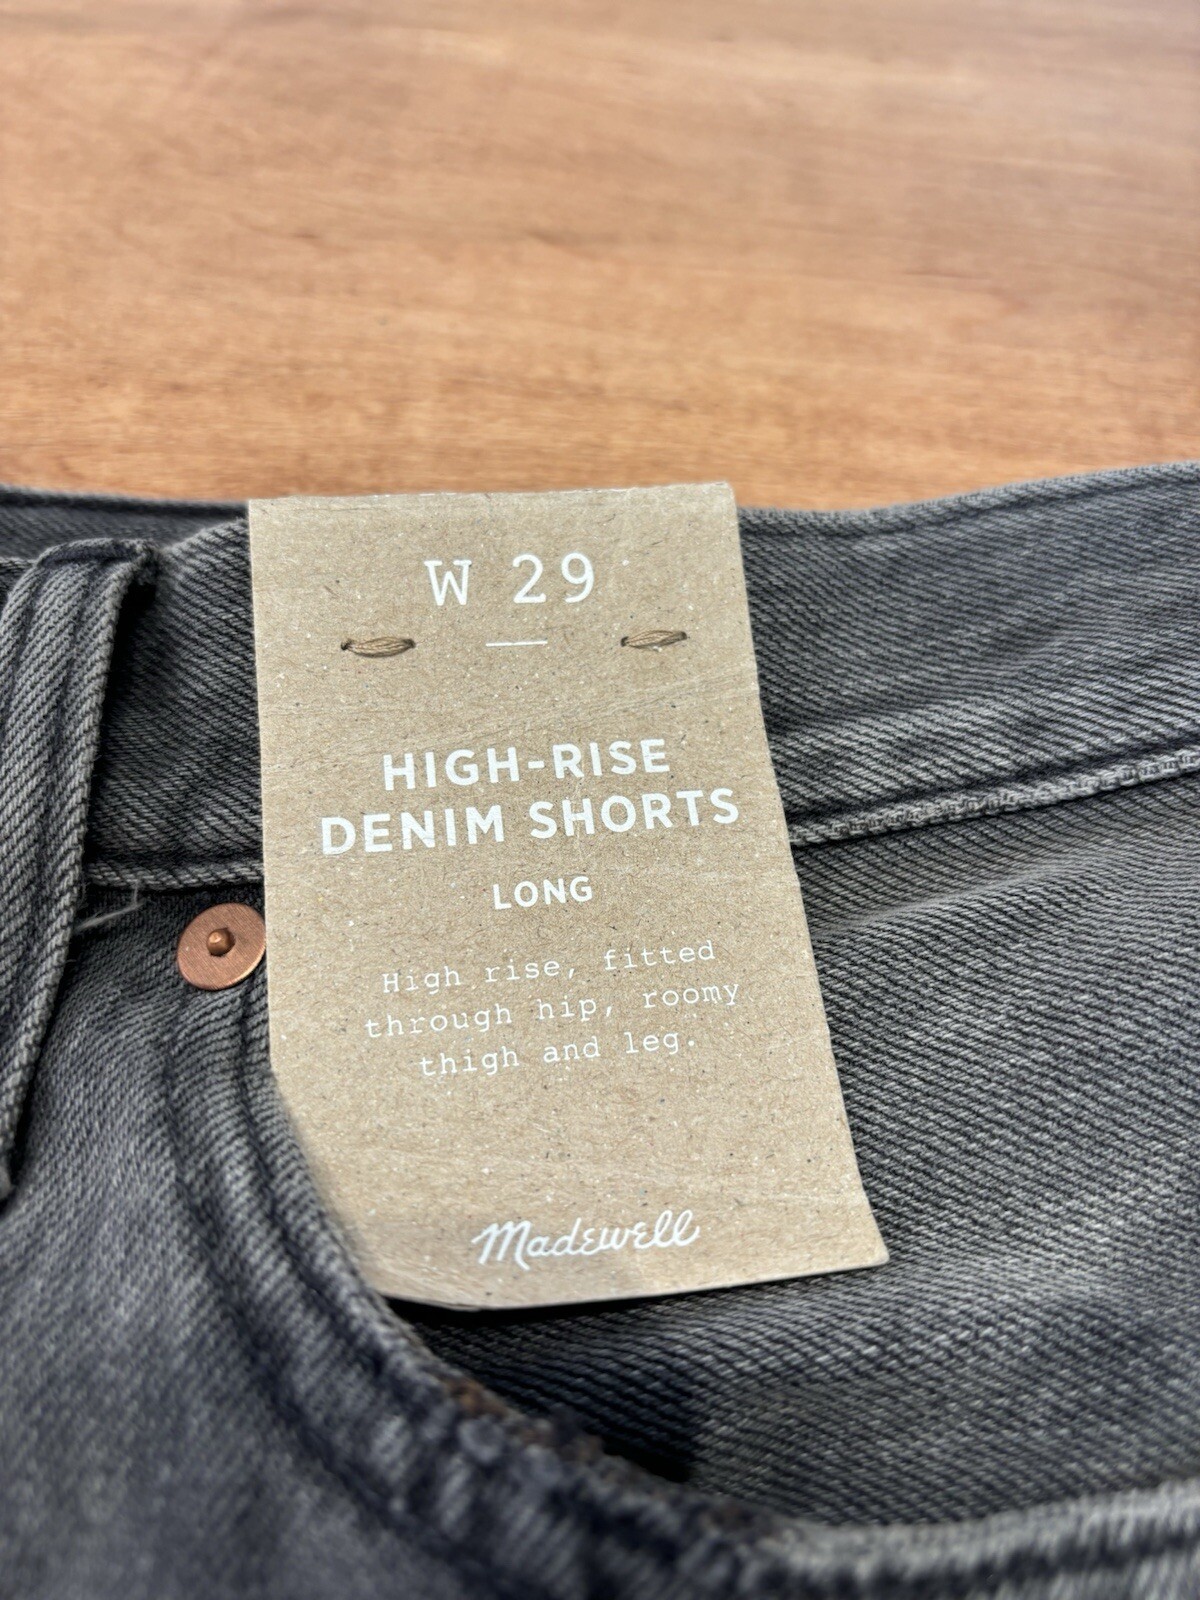 W 29
HIGH-RISE
DENIM SHORTS
LONG
High rise, fitted
through hip, roomy
thigh and leg.
Madewell